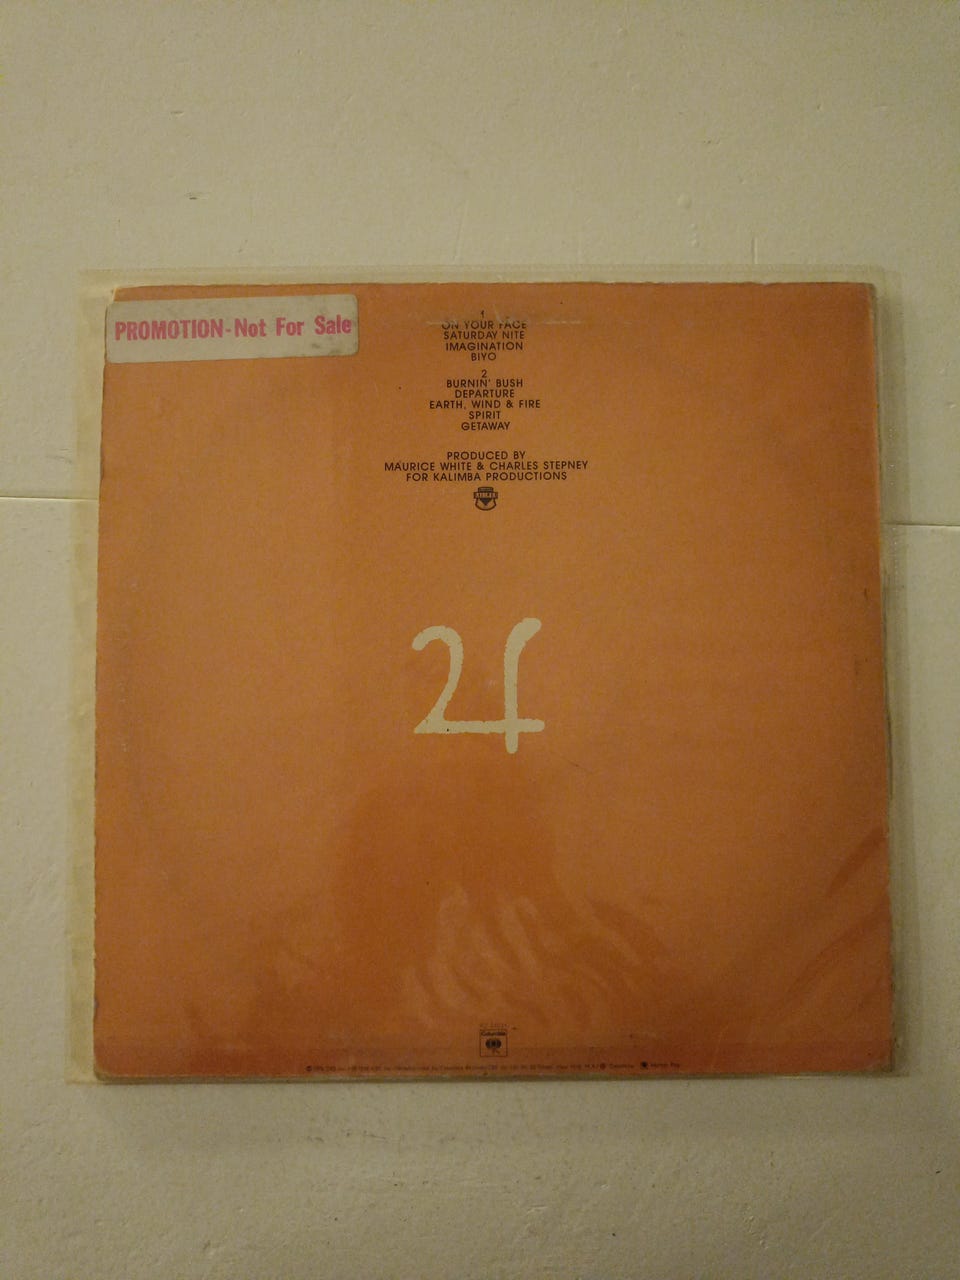 PROMOTION-Not For Sale
1
ON YOUR FACE
SATURDAY NITE
IMAGINATION
BIYO
2
BURNIN' BUSH
DEPARTURE
EARTH, WIND & FIRE
SPIRIT
GETAWAY
PRODUCED BY
MAURICE WHITE & CHARLES STEPNEY
FOR KALIMBA PRODUCTIONS
Columbia